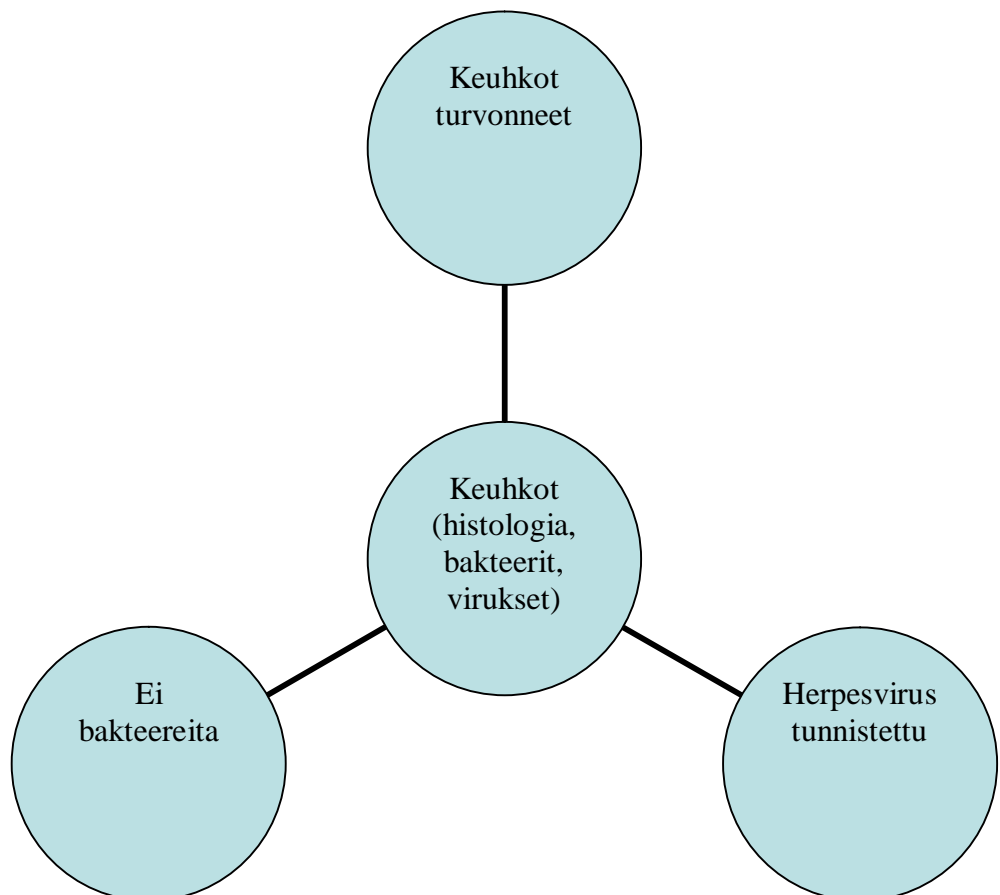 Keuhkot
turvonneet
Keuhkot
(histologia,
bakteerit,
virukset)
Ei
bakteereita
Herpesvirus
tunnistettu